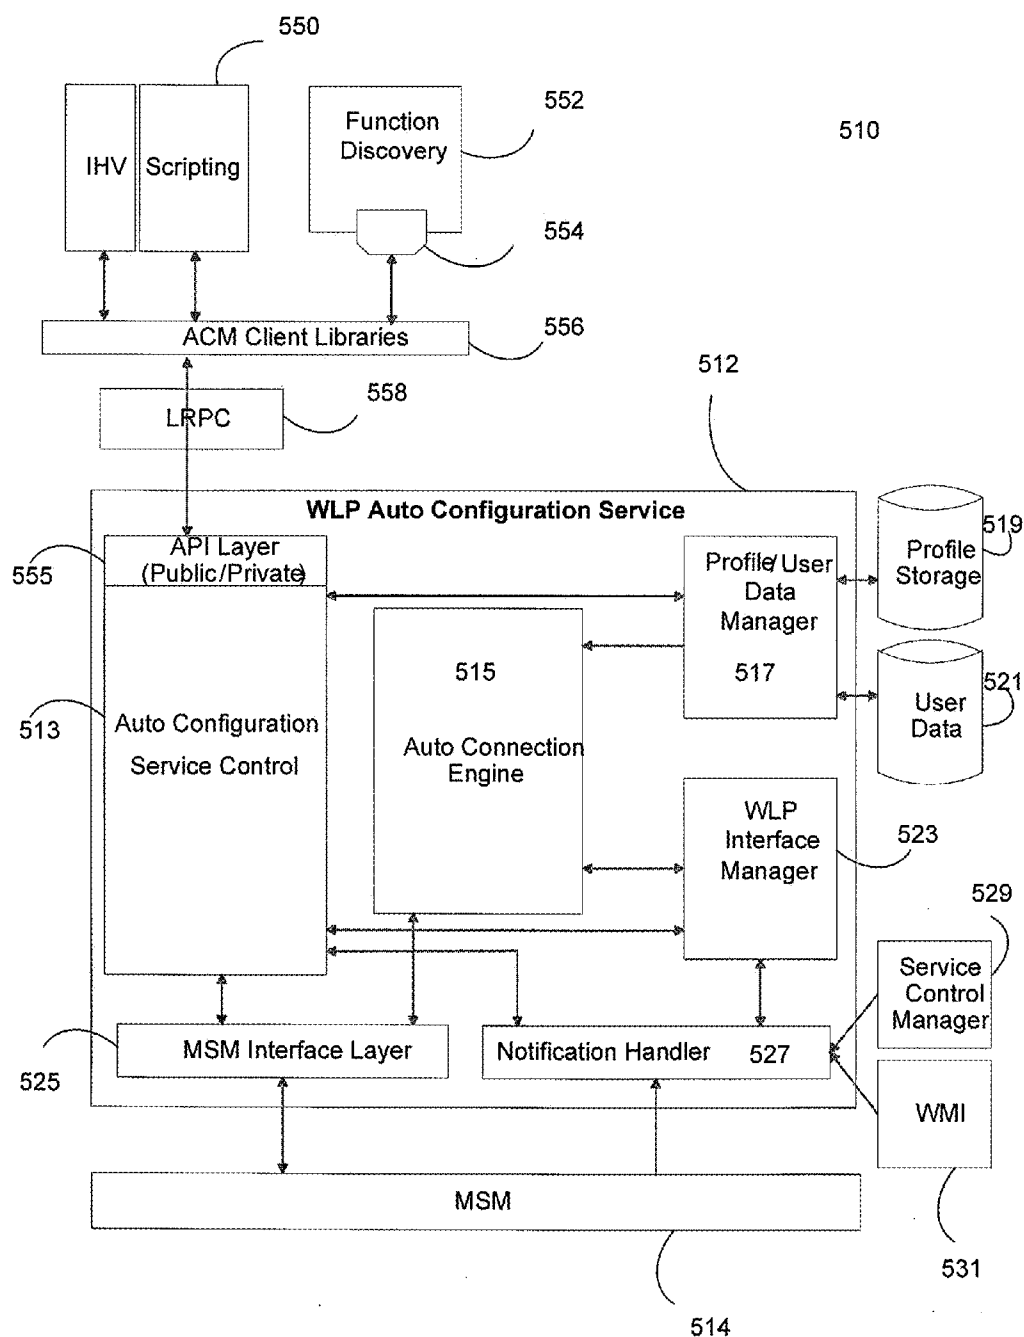 550
552
Function
Discovery
510
IHV
Scripting
554
ACM Client Libraries
556
512
558
LRPC
WLP Auto Configuration Service
519
API Layer
(Public/Private)
555
Profile/User
Data
Manager
Profile
Storage
515
517
521
513
Auto Configuration
Service Control
User
Data
Auto Connection
Engine
WLP
Interface
Manager
523
529
Service
Control
Manager
MSM Interface Layer
Notification Handler
527
525
WMI
MSM
531
514